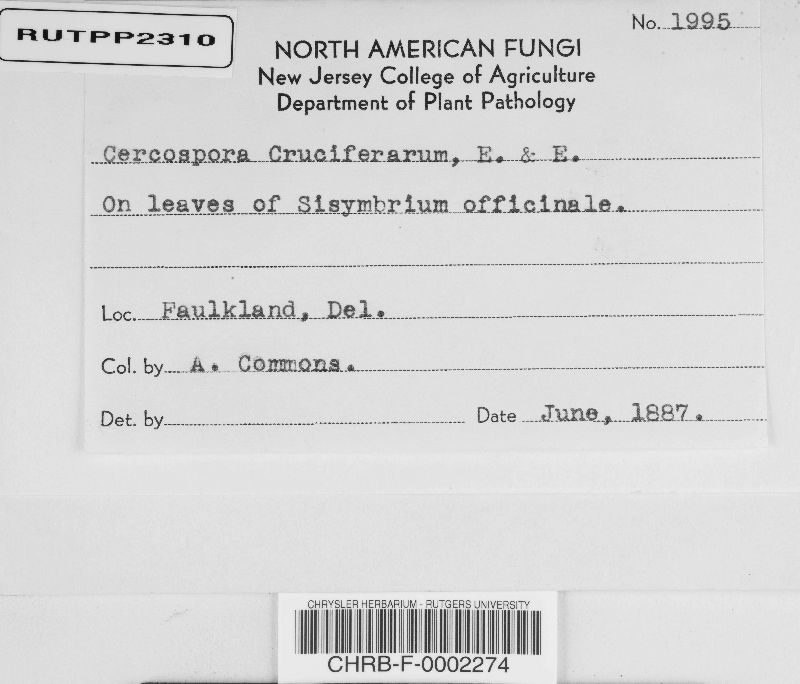 RUTPP2310
No. 1995
NORTH AMERICAN FUNGI
New Jersey College of Agriculture
Department of Plant Pathology
Cercospora Cruciferarum, E. & E.
On leaves of Sisymbrium officinale.
Loc. Faulkland, Del.
Col. by A. Commons.
Det. by Date June, 1887.
CHRYSLER HERBARIUM - RUTGERS UNIVERSITY
CHRB-F-0002274